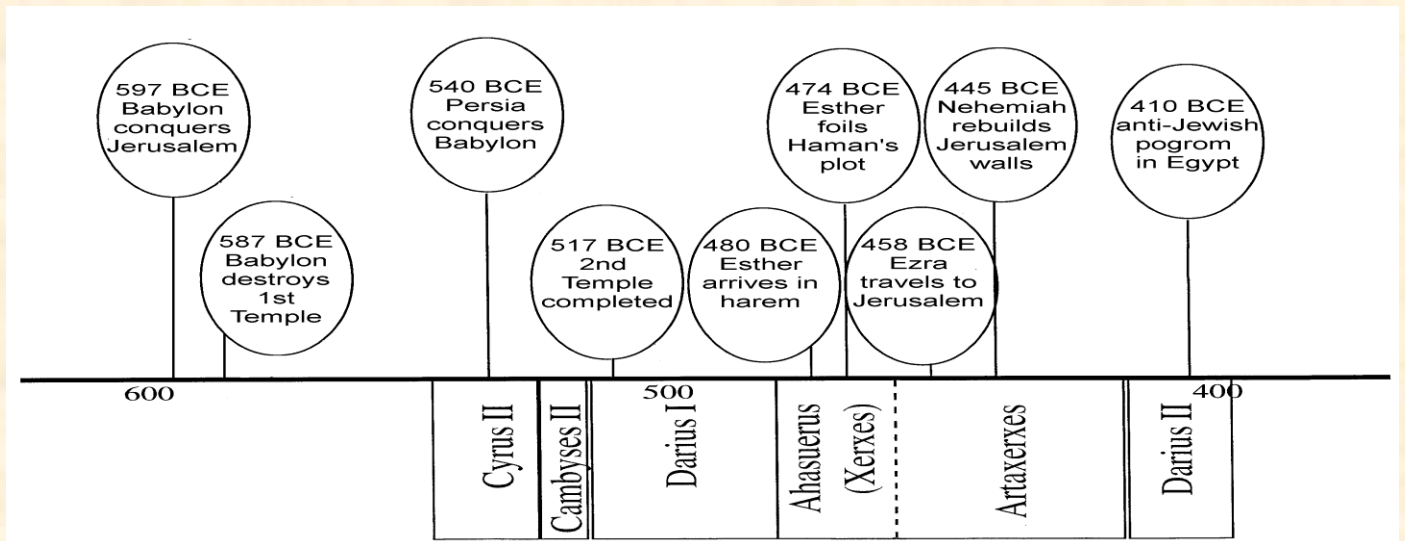 597 BCE
Babylon
conquers
Jerusalem
587 BCE
Babylon
destroys
1st
Temple
540 BCE
Persia
conquers
Babylon
517 BCE
2nd
Temple
completed
480 BCE
Esther
arrives in
harem
474 BCE
Esther
foils
Haman's
plot
458 BCE
Ezra
travels to
Jerusalem
445 BCE
Nehemiah
rebuilds
Jerusalem
walls
410 BCE
anti-Jewish
pogrom
in Egypt
600
500
400
Cyrus II
Cambyses II
Darius I
Ahasuerus
(Xerxes)
Artaxerxes
Darius II